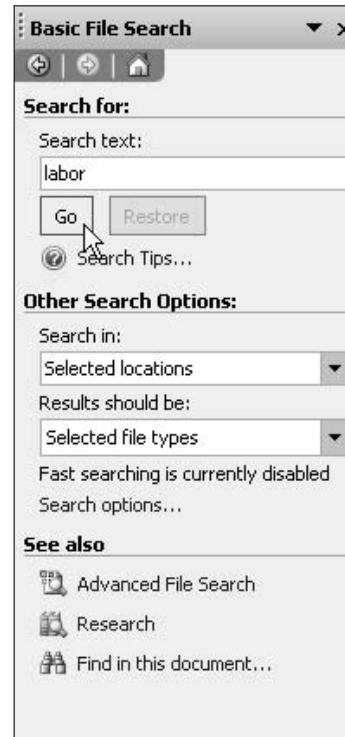 Basic File Search
Search for:
Search text:
labor
Go Restore
Search Tips...
Other Search Options:
Search in:
Selected locations
Results should be:
Selected file types
Fast searching is currently disabled
Search options...
See also
Advanced File Search
Research
Find in this document...